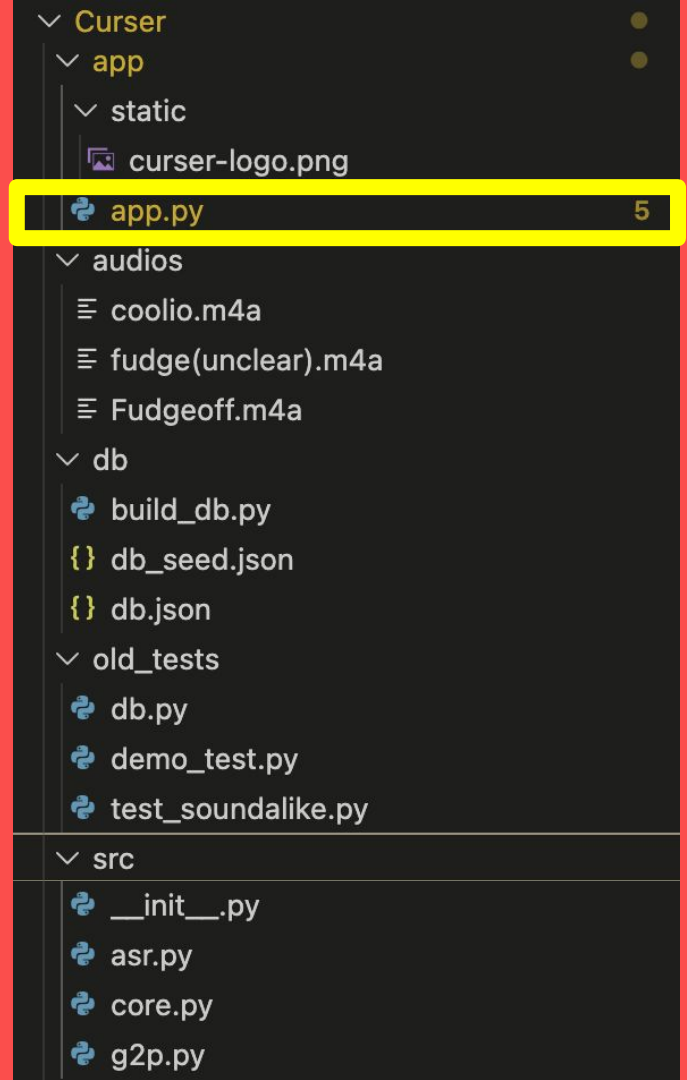 Curser
app
static
curser-logo.png
app.py 5
audios
coolio.m4a
fudge(unclear).m4a
Fudgeoff.m4a
db
build_db.py
{} db_seed.json
{} db.json
old_tests
db.py
demo_test.py
test_soundalike.py
src
__init__.py
asr.py
core.py
g2p.py